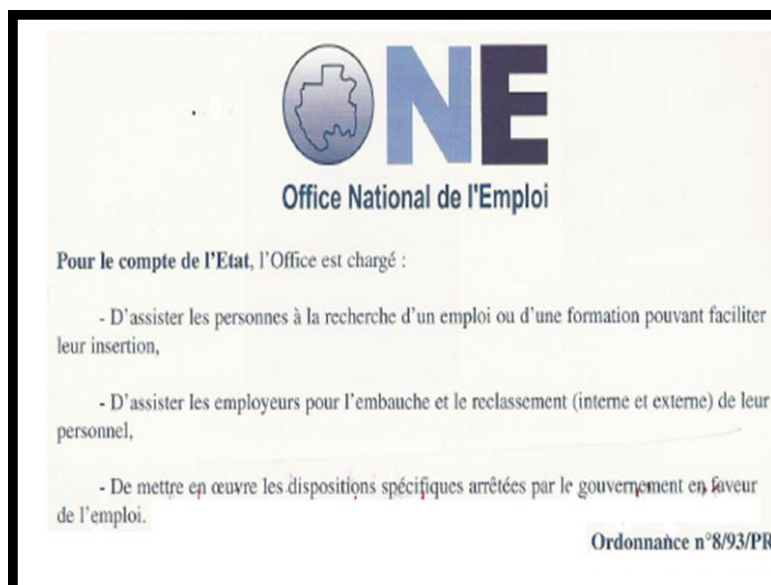 ONE
Office National de l'Emploi
Pour le compte de l'Etat, l'Office est chargé :
- D'assister les personnes à la recherche d'un emploi ou d'une formation pouvant faciliter
leur insertion,
- D'assister les employeurs pour l'embauche et le reclassement (interne et externe) de leur
personnel,
- De mettre en œuvre les dispositions spécifiques arrêtées par le gouvernement en faveur
de l'emploi.
Ordonnance n°8/93/PR